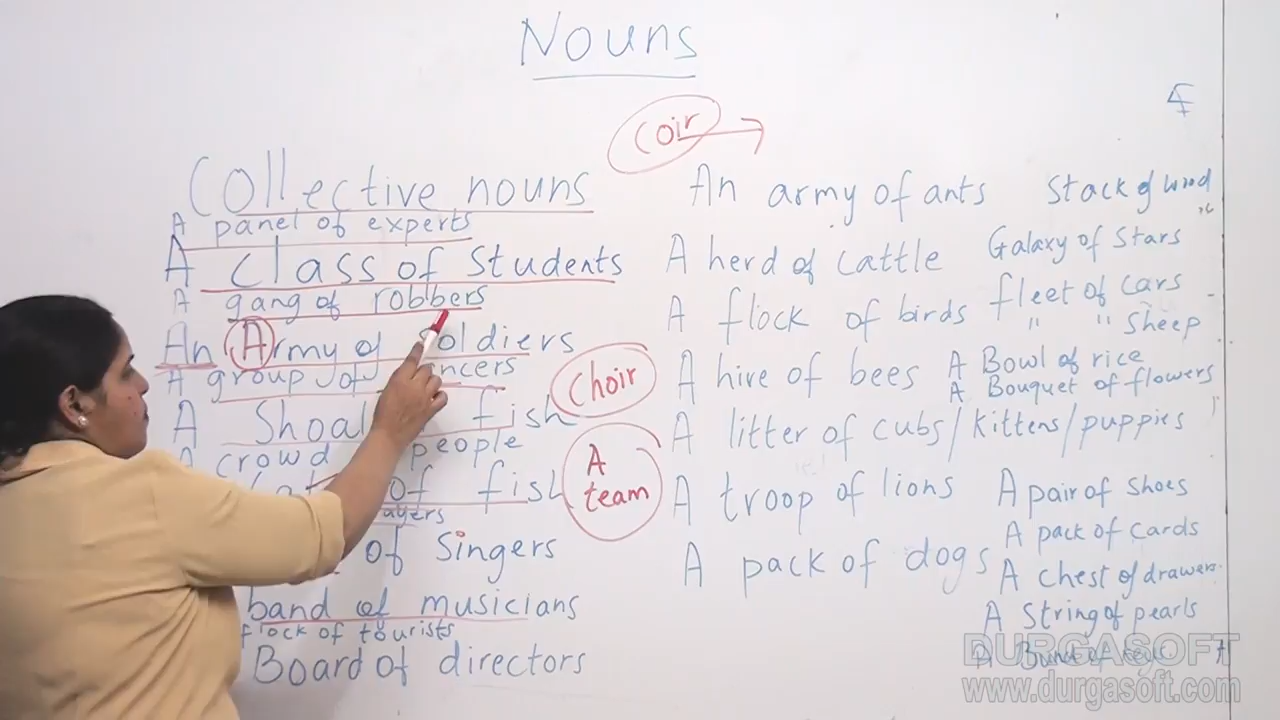 Nouns
Coir
Collective nouns
A panel of experts
A class of Students
A gang of robbers
An Army of Soldiers
A group of
A Shoal fish
A crowd people
of fish
of Singers
band of musicians
flock of tourists
Board of directors
Choir
A
team
An army of ants
A herd of cattle
A flock of birds
A hive of bees
A litter of cubs/kittens/puppies
A troop of lions
A pack of dogs
Stack of wood
Galaxy of Stars
fleet of cars
" " Sheep
A Bowl of rice
A Bouquet of flowers
A pair of Shoes
A pack of Cards
A chest of drawers
A String of pearls
A of
DURGASOFT
www.durgasoft.com